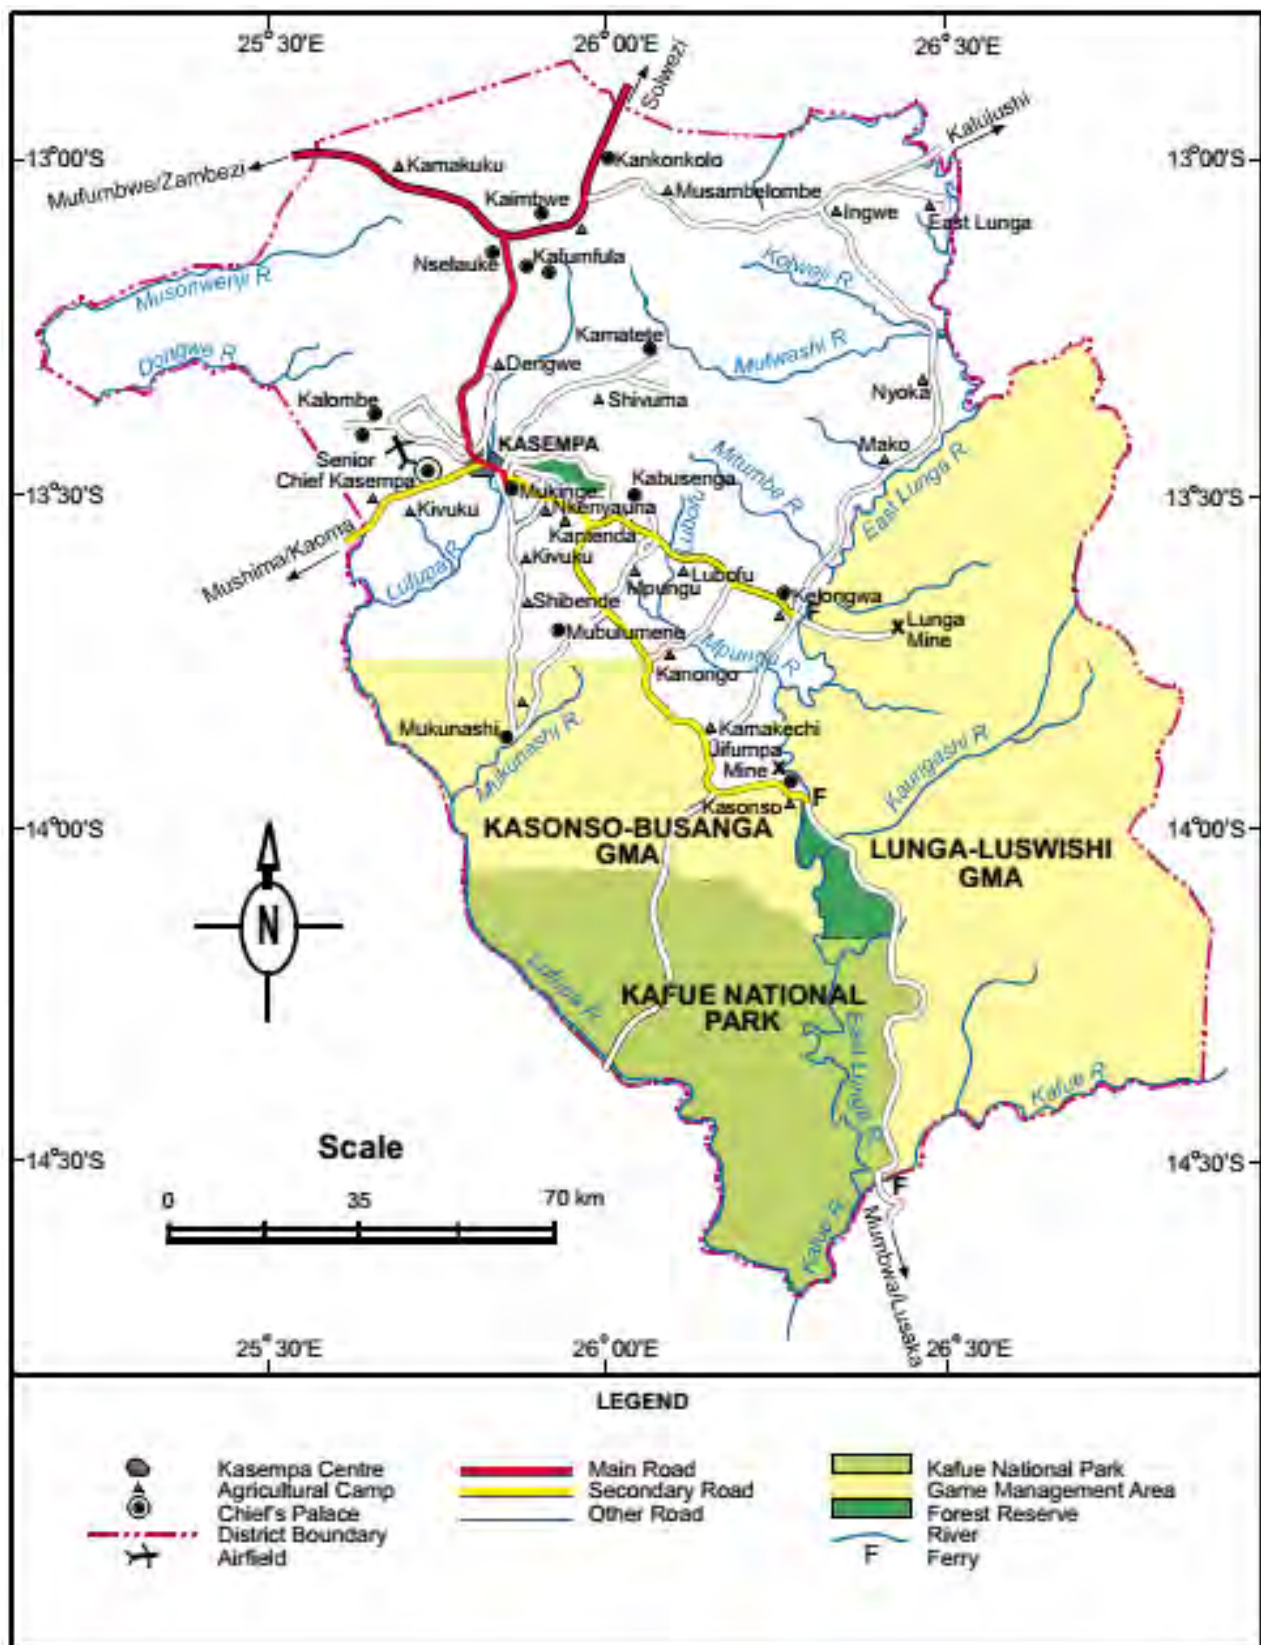 25°30'E
26°00'E
26°30'E
Solwezi
Kalulushi
13°00'S
13°00'S
Mufumbwe/Zambezi
Kamakuku
Kankonkolo
Kaimbwe
Musambelombe
Ingwe
East Lunga
Nselauke
Kafumfula
Musonwenji R
Dongwe R
Kamatete
Mufwashi R
Dengwe
Nyoka
Kalombe
Shivuma
KASEMPA
Mako
Senior
Chief Kasempa
Mitumba R
Kabusenga
East Lunga R
13°30'S
13°30'S
Mukinge
Nkenyauna
Kivuku
Lubofu
Mushima/Kaoma
Kamenda
Lufupa R
Kivuku
Mpungu
Lubofu
Kelongwa
F
Shibende
Lunga
Mine
Mubulumene
Mpungu R
Kanongo
Mukunashi
Kamakechi
Jifumpa
Mine
Mukunashi R
Kaungashi R
Kasonso
F
14°00'S
14°00'S
KASONSO-BUSANGA
GMA
LUNGA-LUSWISHI
GMA
N
Lufupa R
KAFUE NATIONAL
PARK
East Lunga R
Kafue R
Scale
14°30'S
14°30'S
0
35
70 km
F
Kafue R
Mumbwa/Lusaka
25°30'E
26°00'E
26°30'E
LEGEND
Kasempa Centre
Agricultural Camp
Chief's Palace
District Boundary
Airfield
Main Road
Secondary Road
Other Road
Kafue National Park
Game Management Area
Forest Reserve
River
F
Ferry